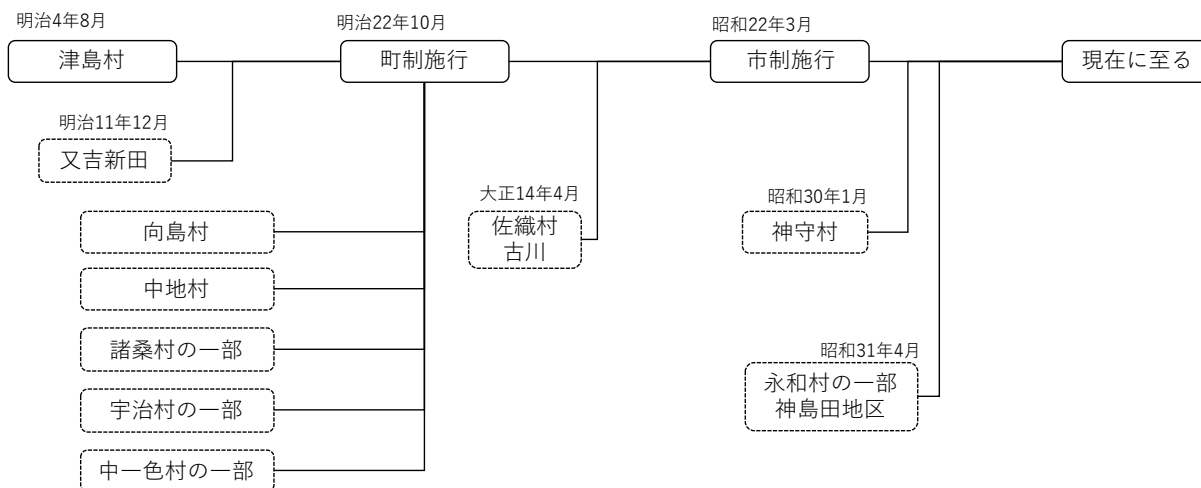 明治4年8月
津島村
明治11年12月
又吉新田
明治22年10月
町制施行
向島村
中地村
諸桑村の一部
宇治村の一部
中一色村の一部
大正14年4月
佐織村
古川
昭和22年3月
市制施行
昭和30年1月
神守村
昭和31年4月
永和村の一部
神島田地区
現在に至る